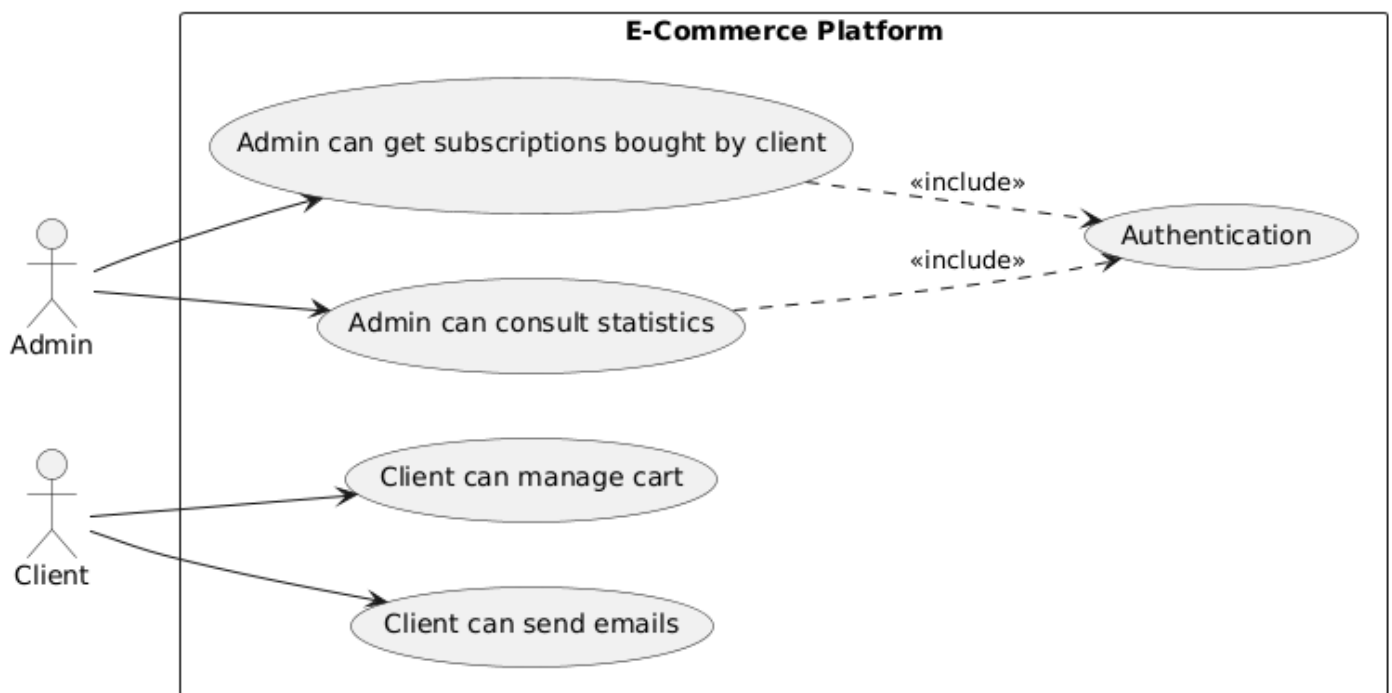 E-Commerce Platform
Admin can get subscriptions bought by client
«include»
Authentication
«include»
Admin can consult statistics
Admin
Client can manage cart
Client
Client can send emails